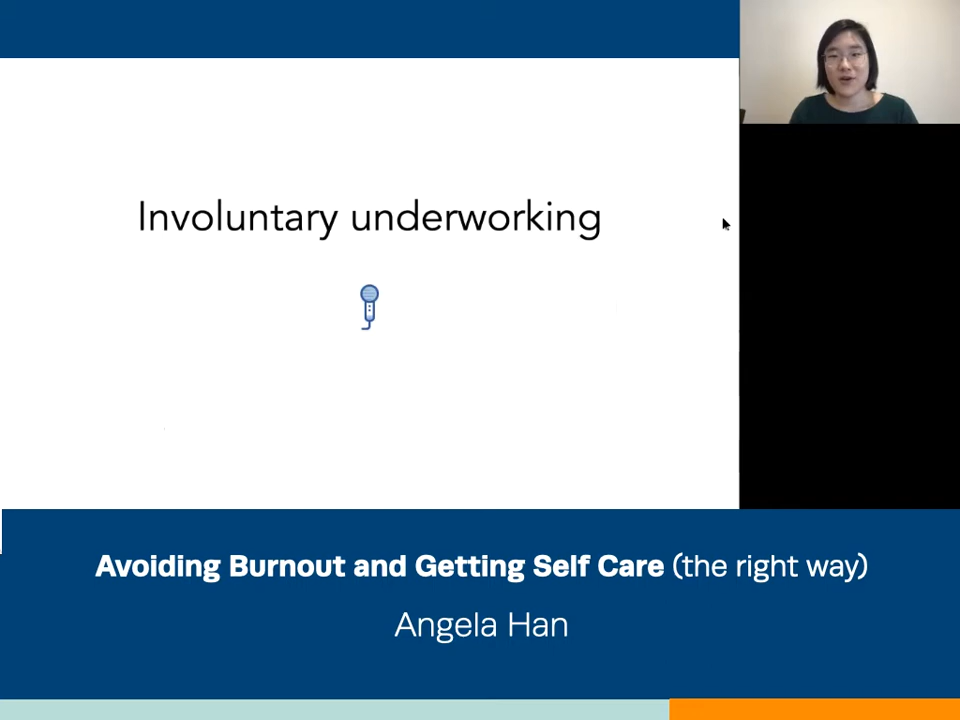 Involuntary underworking
Avoiding Burnout and Getting Self Care (the right way)
Angela Han